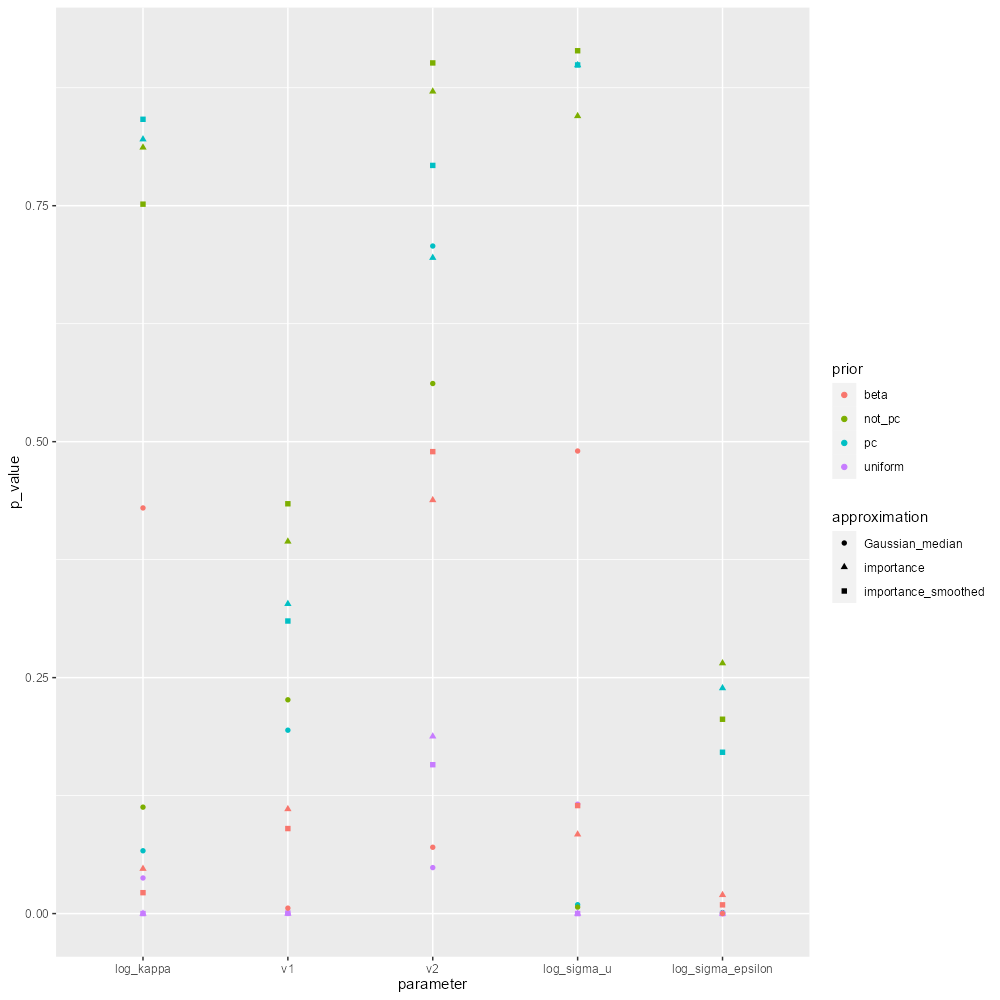 0.75
0.50
0.25
0.00
p_value
log_kappa
v1
v2
log_sigma_u
log_sigma_epsilon
parameter
prior
beta
not_pc
pc
uniform
approximation
Gaussian_median
importance
importance_smoothed